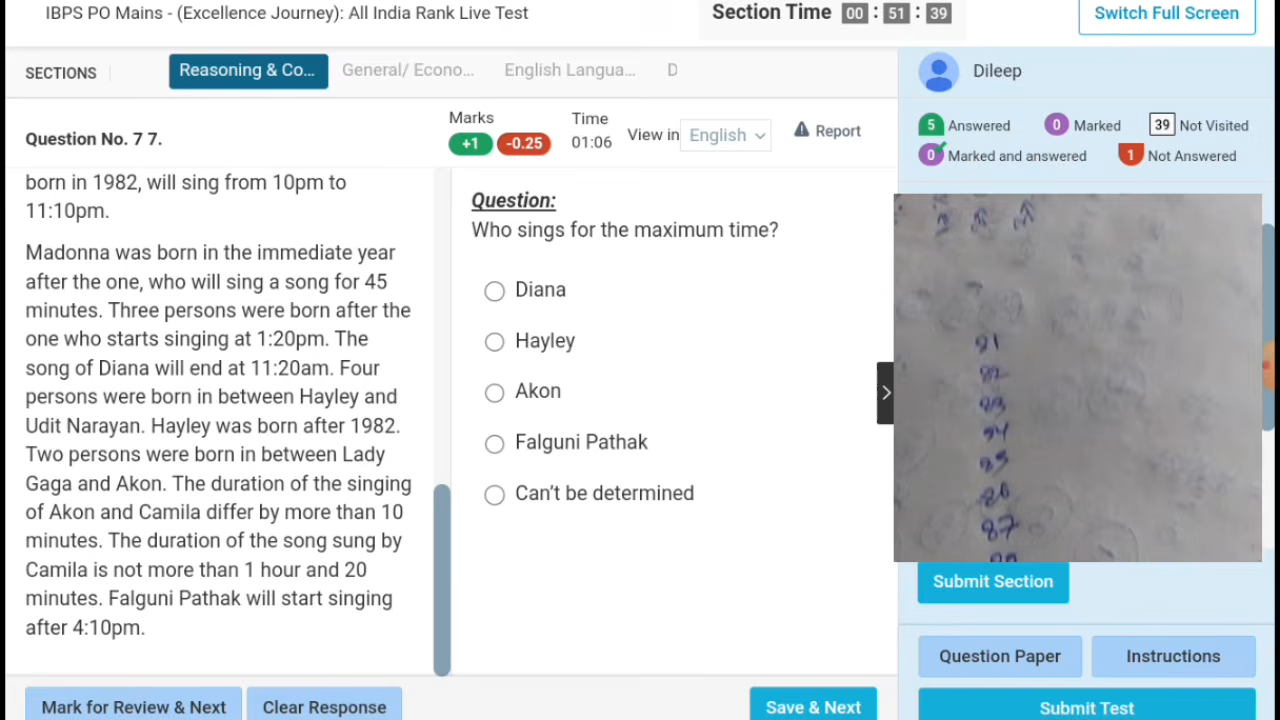 IBPS PO Mains - (Excellence Journey): All India Rank Live Test
Section Time 00 : 51 : 39
Switch Full Screen
SECTIONS
Reasoning & Co...
General/ Econo...
English Langua...
D
Dileep
Question No. 7 7.
Marks
+1 -0.25
Time
01:06
View in English
Report
5 Answered
0 Marked
39 Not Visited
0 Marked and answered
1 Not Answered
born in 1982, will sing from 10pm to
11:10pm.
Madonna was born in the immediate year
after the one, who will sing a song for 45
minutes. Three persons were born after the
one who starts singing at 1:20pm. The
song of Diana will end at 11:20am. Four
persons were born in between Hayley and
Udit Narayan. Hayley was born after 1982.
Two persons were born in between Lady
Gaga and Akon. The duration of the singing
of Akon and Camila differ by more than 10
minutes. The duration of the song sung by
Camila is not more than 1 hour and 20
minutes. Falguni Pathak will start singing
after 4:10pm.
Question:
Who sings for the maximum time?
Diana
Hayley
Akon
Falguni Pathak
Can't be determined
81
82
83
84
85
86
87
Submit Section
Question Paper
Instructions
Mark for Review & Next
Clear Response
Save & Next
Submit Test